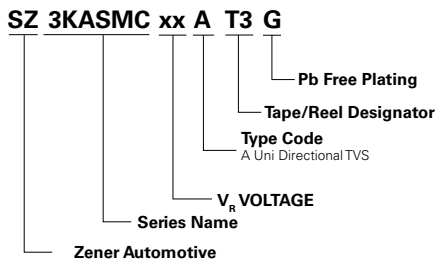 SZ 3KASMC xx A T3 G
Pb Free Plating
Tape/Reel Designator
Type Code
A Uni Directional TVS
VR VOLTAGE
Series Name
Zener Automotive